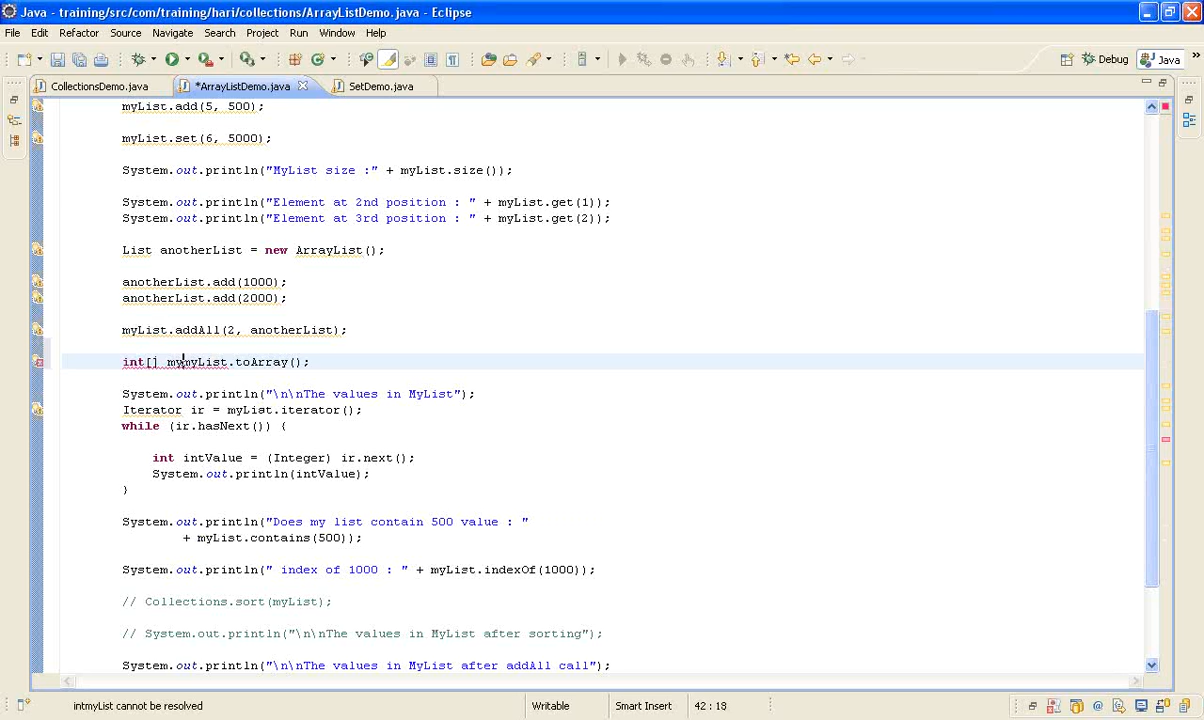 Java - training/src/com/training/hari/collections/ArrayListDemo.java - Eclipse
File Edit Refactor Source Navigate Search Project Run Window Help
Debug Java
CollectionsDemo.java *ArrayListDemo.java SetDemo.java
myList.add(5, 500);
myList.set(6, 5000);
System.out.println("MyList size :" + myList.size());
System.out.println("Element at 2nd position : " + myList.get(1));
System.out.println("Element at 3rd position : " + myList.get(2));
List anotherList = new ArrayList();
anotherList.add(1000);
anotherList.add(2000);
myList.addAll(2, anotherList);
int[] mymyList.toArray();
System.out.println("\n\nThe values in MyList");
Iterator ir = myList.iterator();
while (ir.hasNext()) {
int intValue = (Integer) ir.next();
System.out.println(intValue);
}
System.out.println("Does my list contain 500 value : "
+ myList.contains(500));
System.out.println(" index of 1000 : " + myList.indexOf(1000));
// Collections.sort(myList);
// System.out.println("\n\nThe values in MyList after sorting");
System.out.println("\n\nThe values in MyList after addAll call");
intmyList cannot be resolved Writable Smart Insert 42 : 19